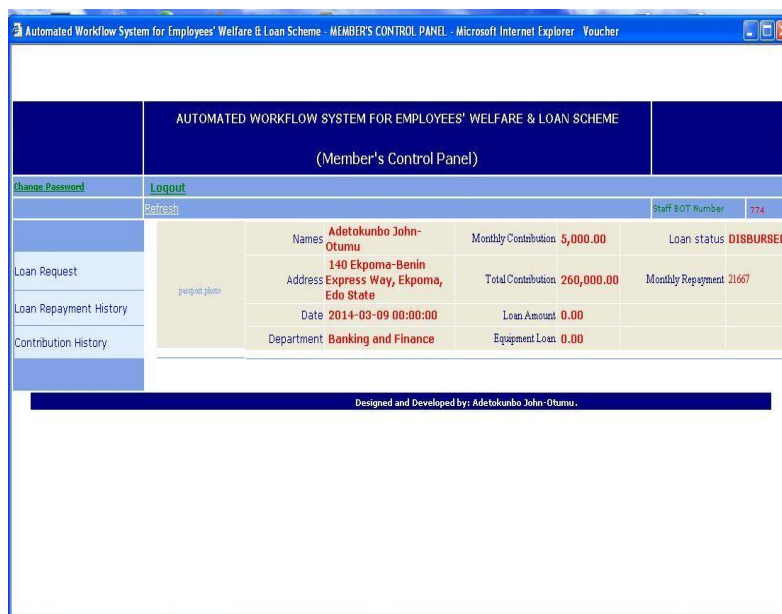 Automated Workflow System for Employees' Welfare & Loan Scheme - MEMBER'S CONTROL PANEL - Microsoft Internet Explorer Voucher
AUTOMATED WORKFLOW SYSTEM FOR EMPLOYEES' WELFARE & LOAN SCHEME
(Member's Control Panel)
Change Password Logout
Refresh Staff BOT Number 774
Names Adetokunbo John-
Otumu
Monthly Contribution 5,000.00 Loan status DISBURSED
Loan Request
Loan Repayment History
Contribution History
passport photo
Address 140 Ekpoma-Benin
Express Way, Ekpoma,
Edo State
Total Contribution 260,000.00 Monthly Repayment 21667
Date 2014-03-09 00:00:00 Loan Amount 0.00
Department Banking and Finance Equipment Loan 0.00
Designed and Developed by: Adetokunbo John-Otumu.